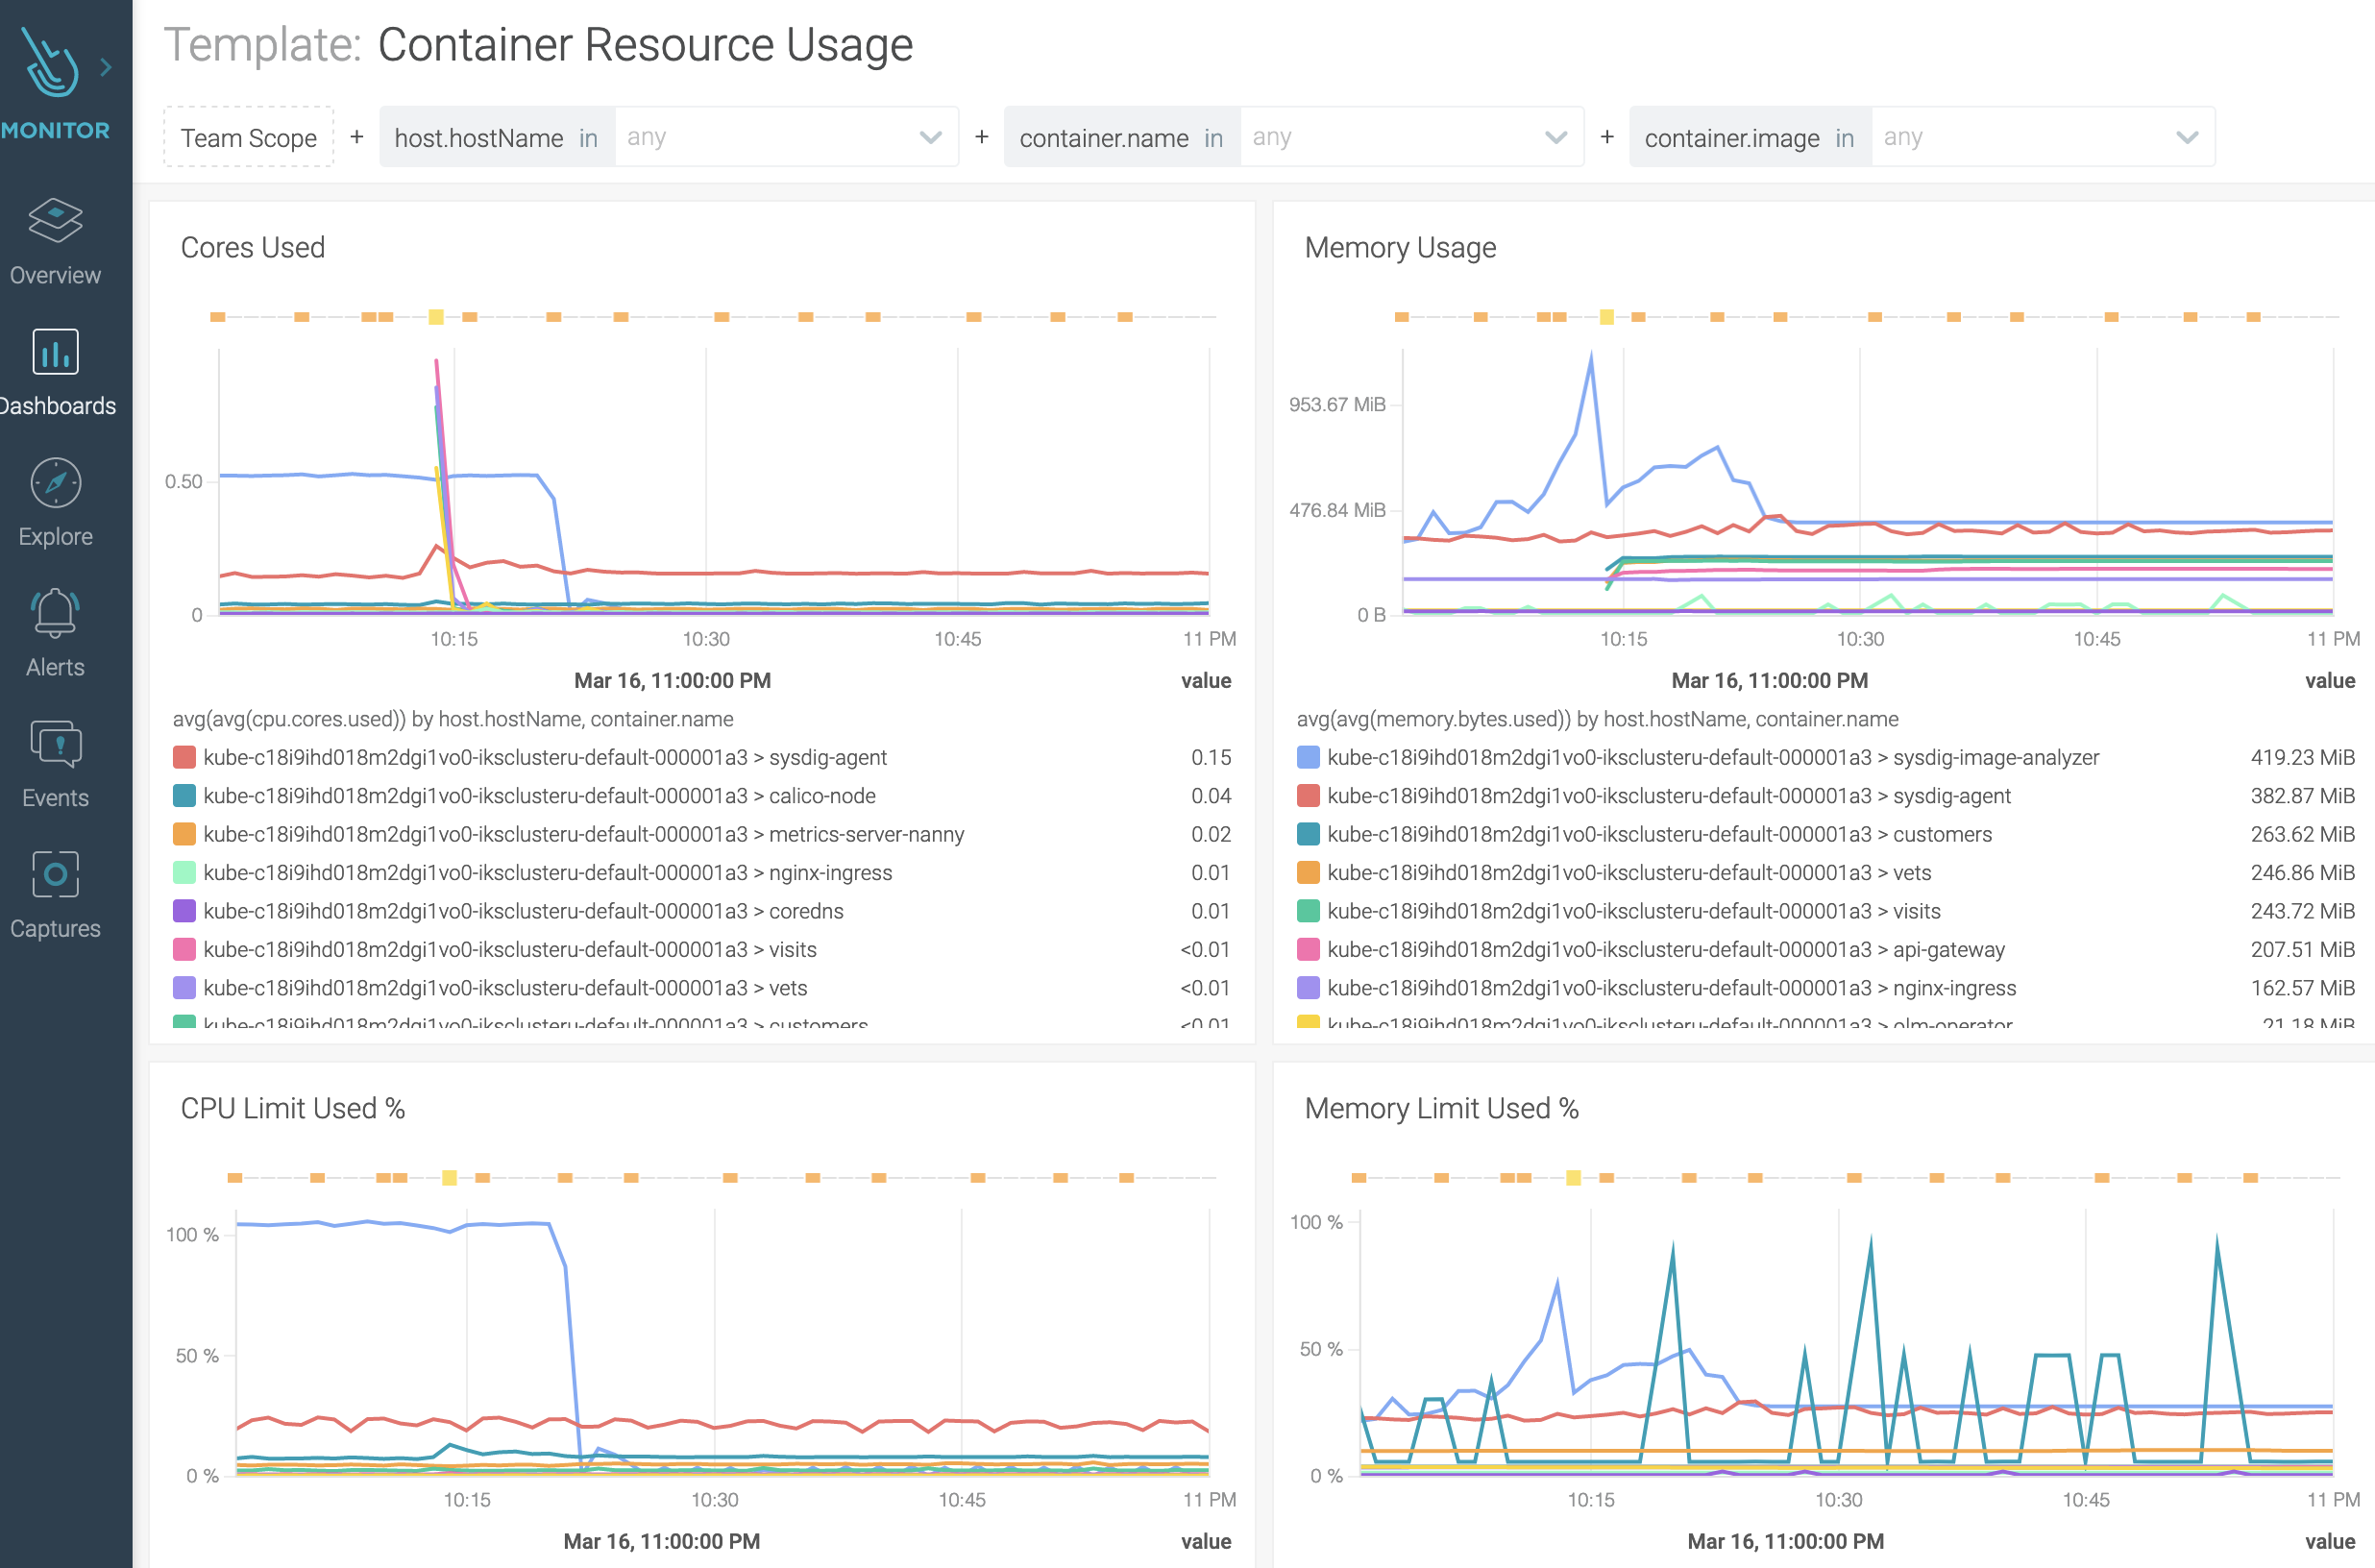 MONITOR
Overview
Dashboards
Explore
Alerts
Events
Captures
Template: Container Resource Usage
Team Scope + host.hostName in any + container.name in any + container.image in any
Cores Used
0.50
0
10:15 10:30 10:45 11 PM
Mar 16, 11:00:00 PM value
avg(avg(cpu.cores.used)) by host.hostName, container.name
kube-c18i9ihd018m2dgi1vo0-iksclusteru-default-000001a3 > sysdig-agent 0.15
kube-c18i9ihd018m2dgi1vo0-iksclusteru-default-000001a3 > calico-node 0.04
kube-c18i9ihd018m2dgi1vo0-iksclusteru-default-000001a3 > metrics-server-nanny 0.02
kube-c18i9ihd018m2dgi1vo0-iksclusteru-default-000001a3 > nginx-ingress 0.01
kube-c18i9ihd018m2dgi1vo0-iksclusteru-default-000001a3 > coredns 0.01
kube-c18i9ihd018m2dgi1vo0-iksclusteru-default-000001a3 > visits <0.01
kube-c18i9ihd018m2dgi1vo0-iksclusteru-default-000001a3 > vets <0.01
kube-c18i9ihd018m2dgi1vo0-iksclusteru-default-000001a3 > customers <0.01
Memory Usage
953.67 MiB
476.84 MiB
0 B
10:15 10:30 10:45 11 PM
Mar 16, 11:00:00 PM value
avg(avg(memory.bytes.used)) by host.hostName, container.name
kube-c18i9ihd018m2dgi1vo0-iksclusteru-default-000001a3 > sysdig-image-analyzer 419.23 MiB
kube-c18i9ihd018m2dgi1vo0-iksclusteru-default-000001a3 > sysdig-agent 382.87 MiB
kube-c18i9ihd018m2dgi1vo0-iksclusteru-default-000001a3 > customers 263.62 MiB
kube-c18i9ihd018m2dgi1vo0-iksclusteru-default-000001a3 > vets 246.86 MiB
kube-c18i9ihd018m2dgi1vo0-iksclusteru-default-000001a3 > visits 243.72 MiB
kube-c18i9ihd018m2dgi1vo0-iksclusteru-default-000001a3 > api-gateway 207.51 MiB
kube-c18i9ihd018m2dgi1vo0-iksclusteru-default-000001a3 > nginx-ingress 162.57 MiB
kube-c18i9ihd018m2dgi1vo0-iksclusteru-default-000001a3 > olm-operator 21.18 MiB
CPU Limit Used %
100 %
50 %
0 %
10:15 10:30 10:45 11 PM
Mar 16, 11:00:00 PM value
Memory Limit Used %
100 %
50 %
0 %
10:15 10:30 10:45 11 PM
Mar 16, 11:00:00 PM value